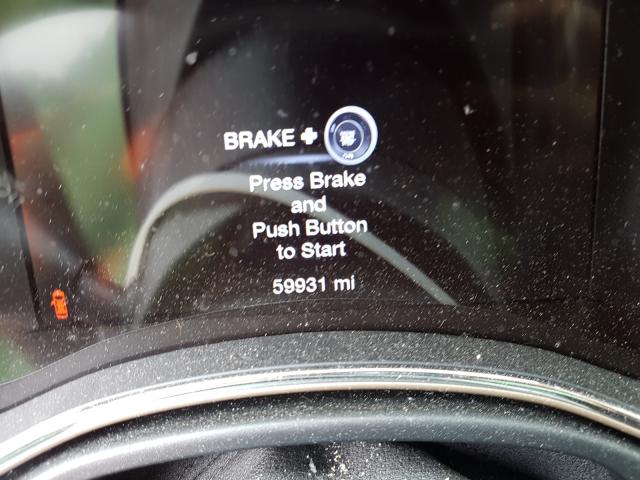 BRAKE +
Press Brake
and
Push Button
to Start
59931 mi